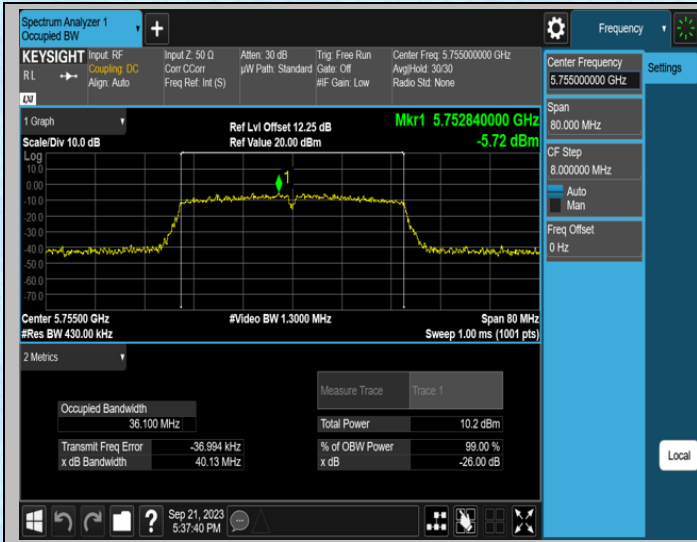 Spectrum Analyzer 1
Occupied BW
Frequency
KEYSIGHT
RL
LXI
Input: RF
Coupling: DC
Align: Auto
Input Z: 50 Ω
Corr CCorr
Freq Ref: Int (S)
Atten: 30 dB
µW Path: Standard
Trig: Free Run
Gate: Off
#IF Gain: Low
Center Freq: 5.755000000 GHz
Avg|Hold: 30/30
Radio Std: None
Center Frequency
5.755000000 GHz
Settings
Span
80.000 MHz
CF Step
8.000000 MHz
Auto
Man
Freq Offset
0 Hz
1 Graph
Scale/Div 10.0 dB
Ref Lvl Offset 12.25 dB
Ref Value 20.00 dBm
Mkr1 5.752840000 GHz
-5.72 dBm
Log
10.0
0.00
-10.0
-20.0
-30.0
-40.0
-50.0
-60.0
-70.0
1
Center 5.75500 GHz
#Res BW 430.00 kHz
#Video BW 1.3000 MHz
Span 80 MHz
Sweep 1.00 ms (1001 pts)
2 Metrics
Measure Trace
Trace 1
Occupied Bandwidth
36.100 MHz
Total Power
10.2 dBm
Transmit Freq Error
-36.994 kHz
% of OBW Power
99.00 %
x dB Bandwidth
40.13 MHz
x dB
-26.00 dB
Local
?
Sep 21, 2023
5:37:40 PM